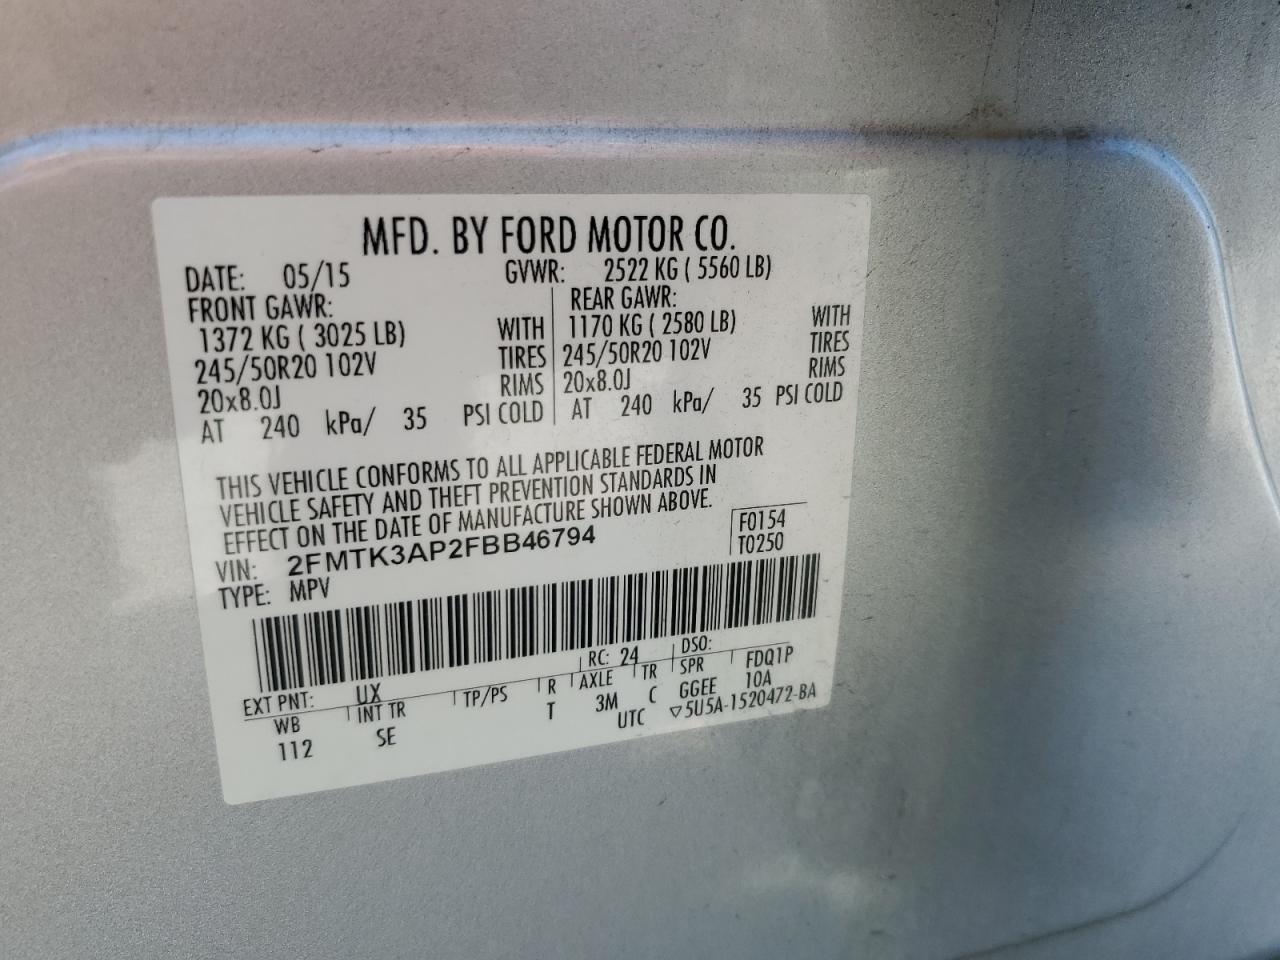 MFD. BY FORD MOTOR CO.
DATE: 05/15 GVWR: 2522 KG ( 5560 LB)
FRONT GAWR: REAR GAWR:
1372 KG ( 3025 LB) WITH 1170 KG ( 2580 LB) WITH
245/50R20 102V TIRES 245/50R20 102V TIRES
20x8.0J RIMS 20x8.0J RIMS
AT 240 kPa/ 35 PSI COLD AT 240 kPa/ 35 PSI COLD
THIS VEHICLE CONFORMS TO ALL APPLICABLE FEDERAL MOTOR
VEHICLE SAFETY AND THEFT PREVENTION STANDARDS IN
EFFECT ON THE DATE OF MANUFACTURE SHOWN ABOVE.
VIN: 2FMTK3AP2FBB46794 F0154
TYPE: MPV T0250
EXT PNT: UX RC: 24 DSO: FDQ1P
WB INT TR TP/PS R AXLE TR SPR 10A
112 SE T 3M C GGEE
UTC ▽5U5A-1520472-BA